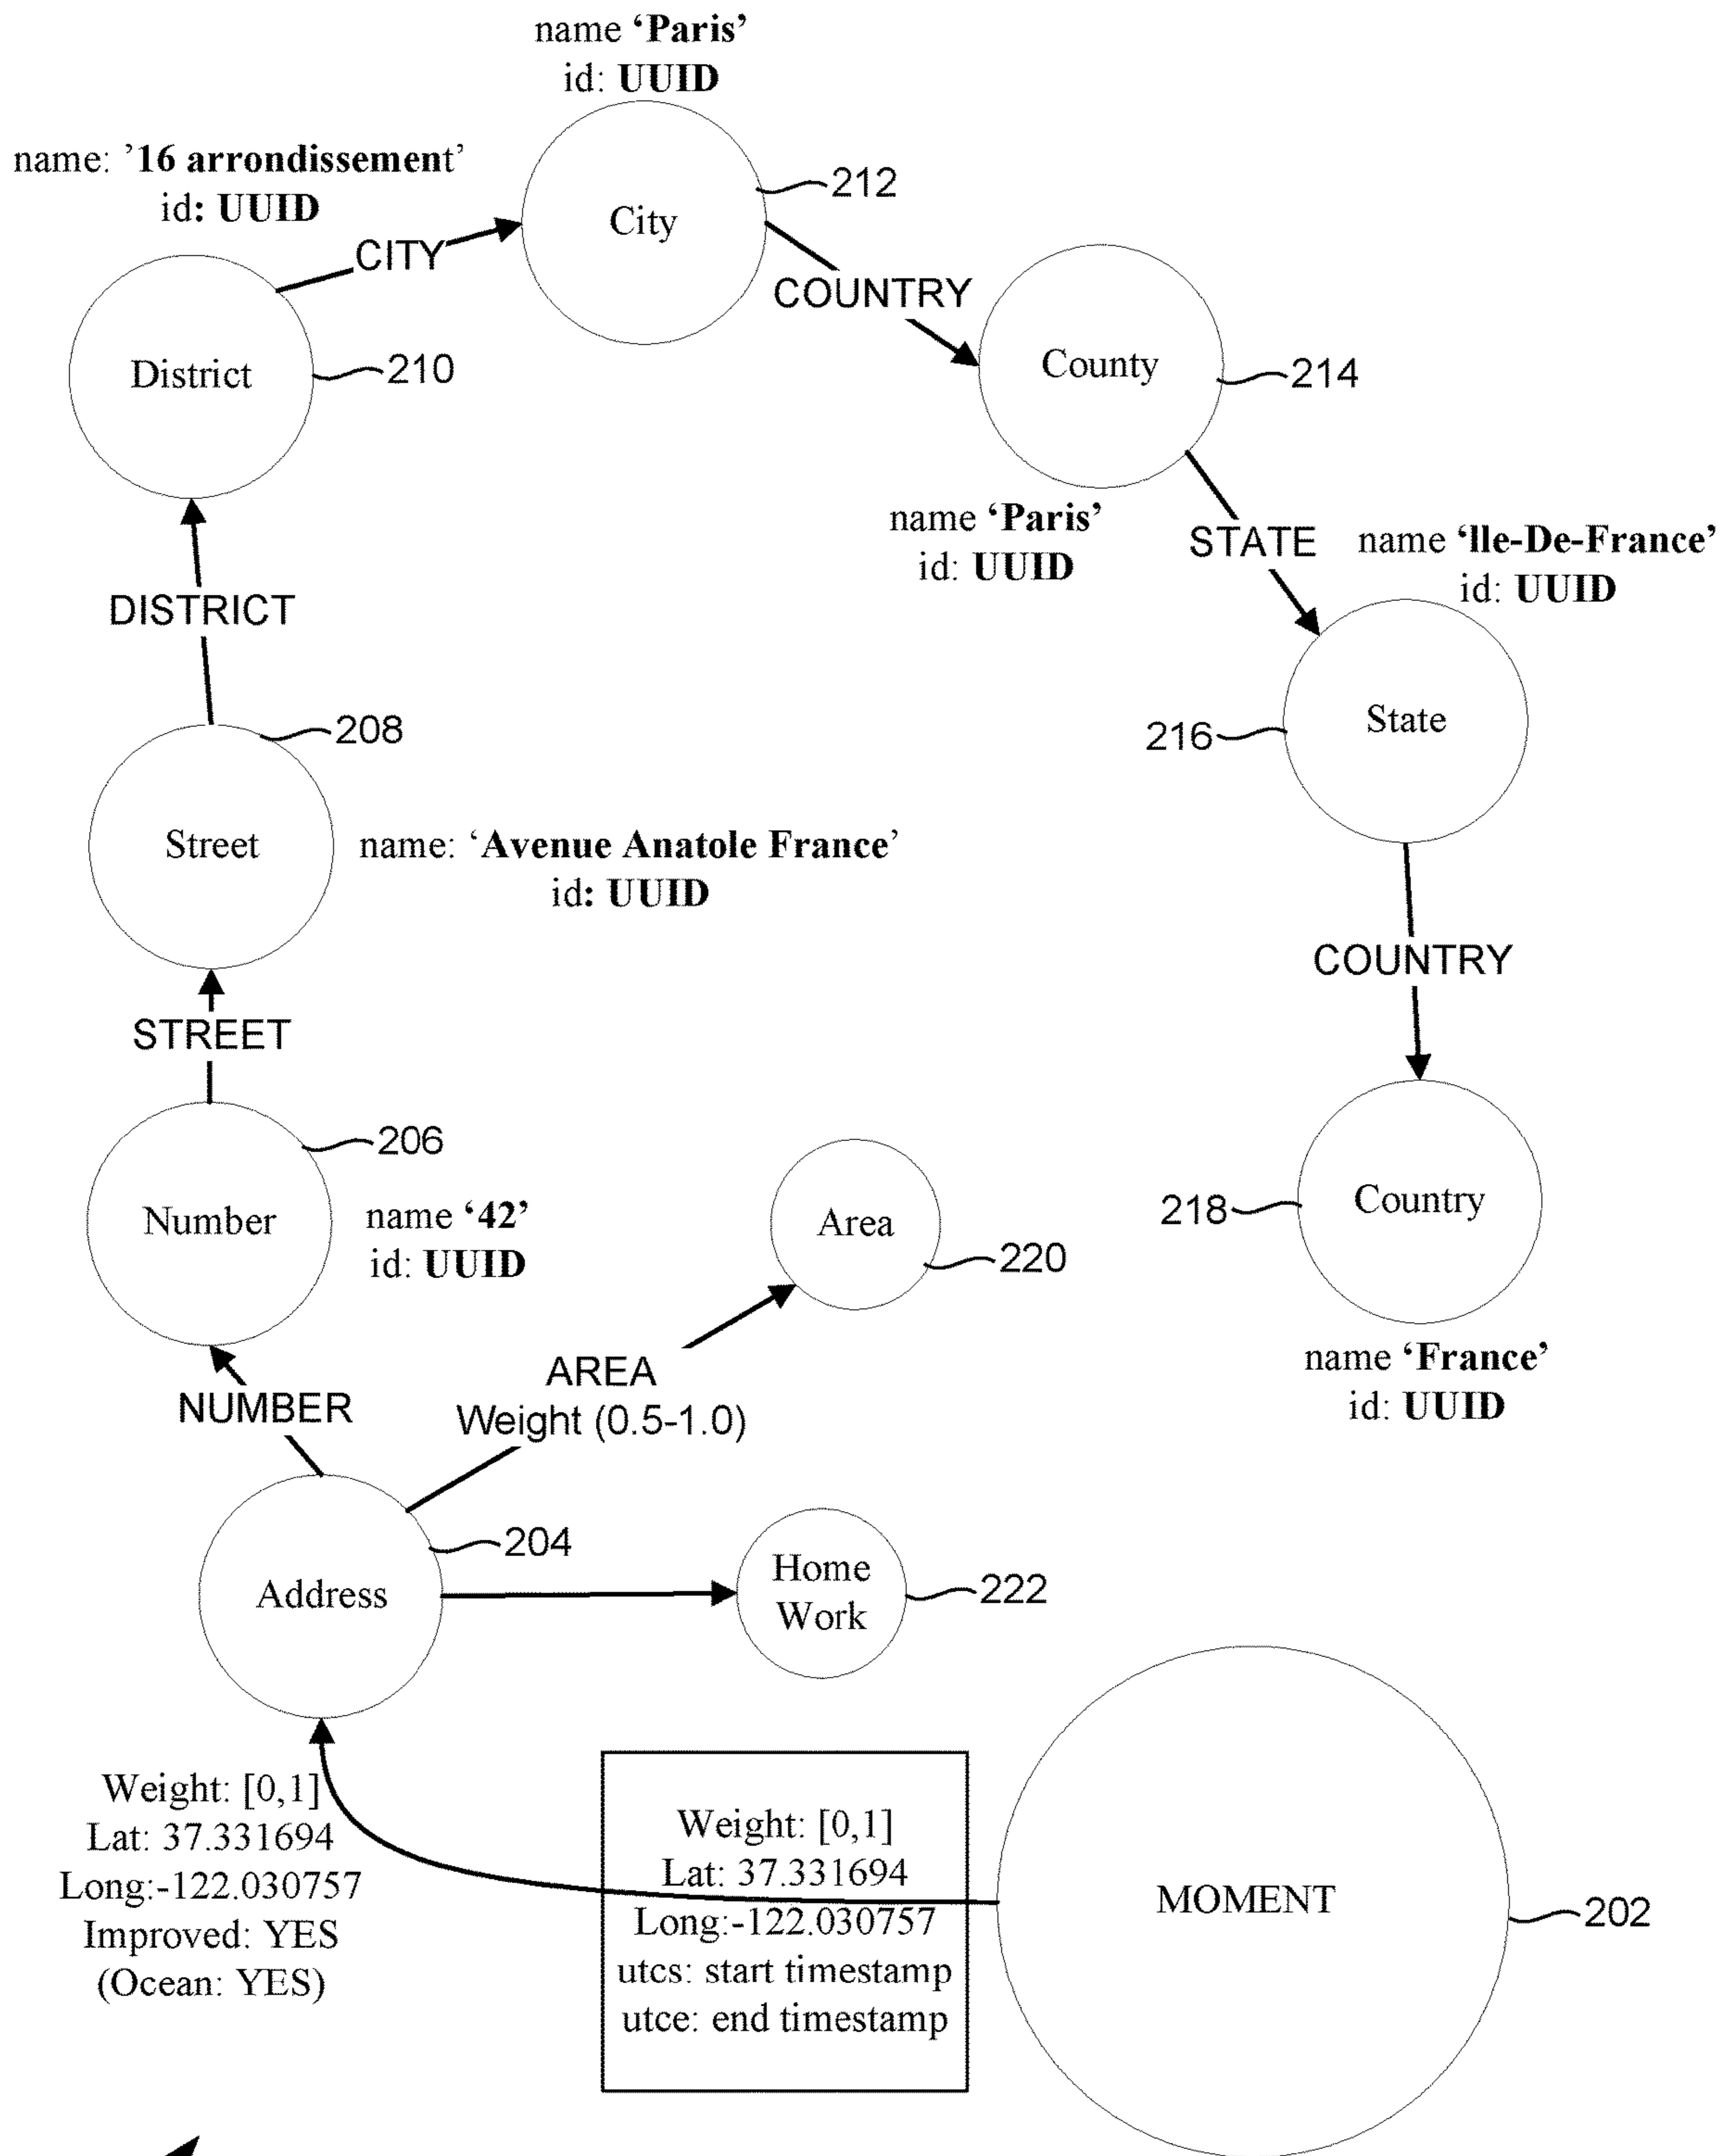 name ‘Paris’
id: UUID
name: ’16 arrondissement’
id: UUID
City
212
CITY
COUNTRY
District
210
County
214
name ‘Paris’
id: UUID
STATE
name ‘Ile-De-France’
id: UUID
DISTRICT
208
State
216
Street
name: ‘Avenue Anatole France’
id: UUID
COUNTRY
STREET
206
Number
name ‘42’
id: UUID
Area
220
Country
218
name ‘France’
id: UUID
AREA
Weight (0.5-1.0)
NUMBER
204
Address
Home
Work
222
Weight: [0,1]
Lat: 37.331694
Long:-122.030757
Improved: YES
(Ocean: YES)
Weight: [0,1]
Lat: 37.331694
Long:-122.030757
utcs: start timestamp
utce: end timestamp
MOMENT
202